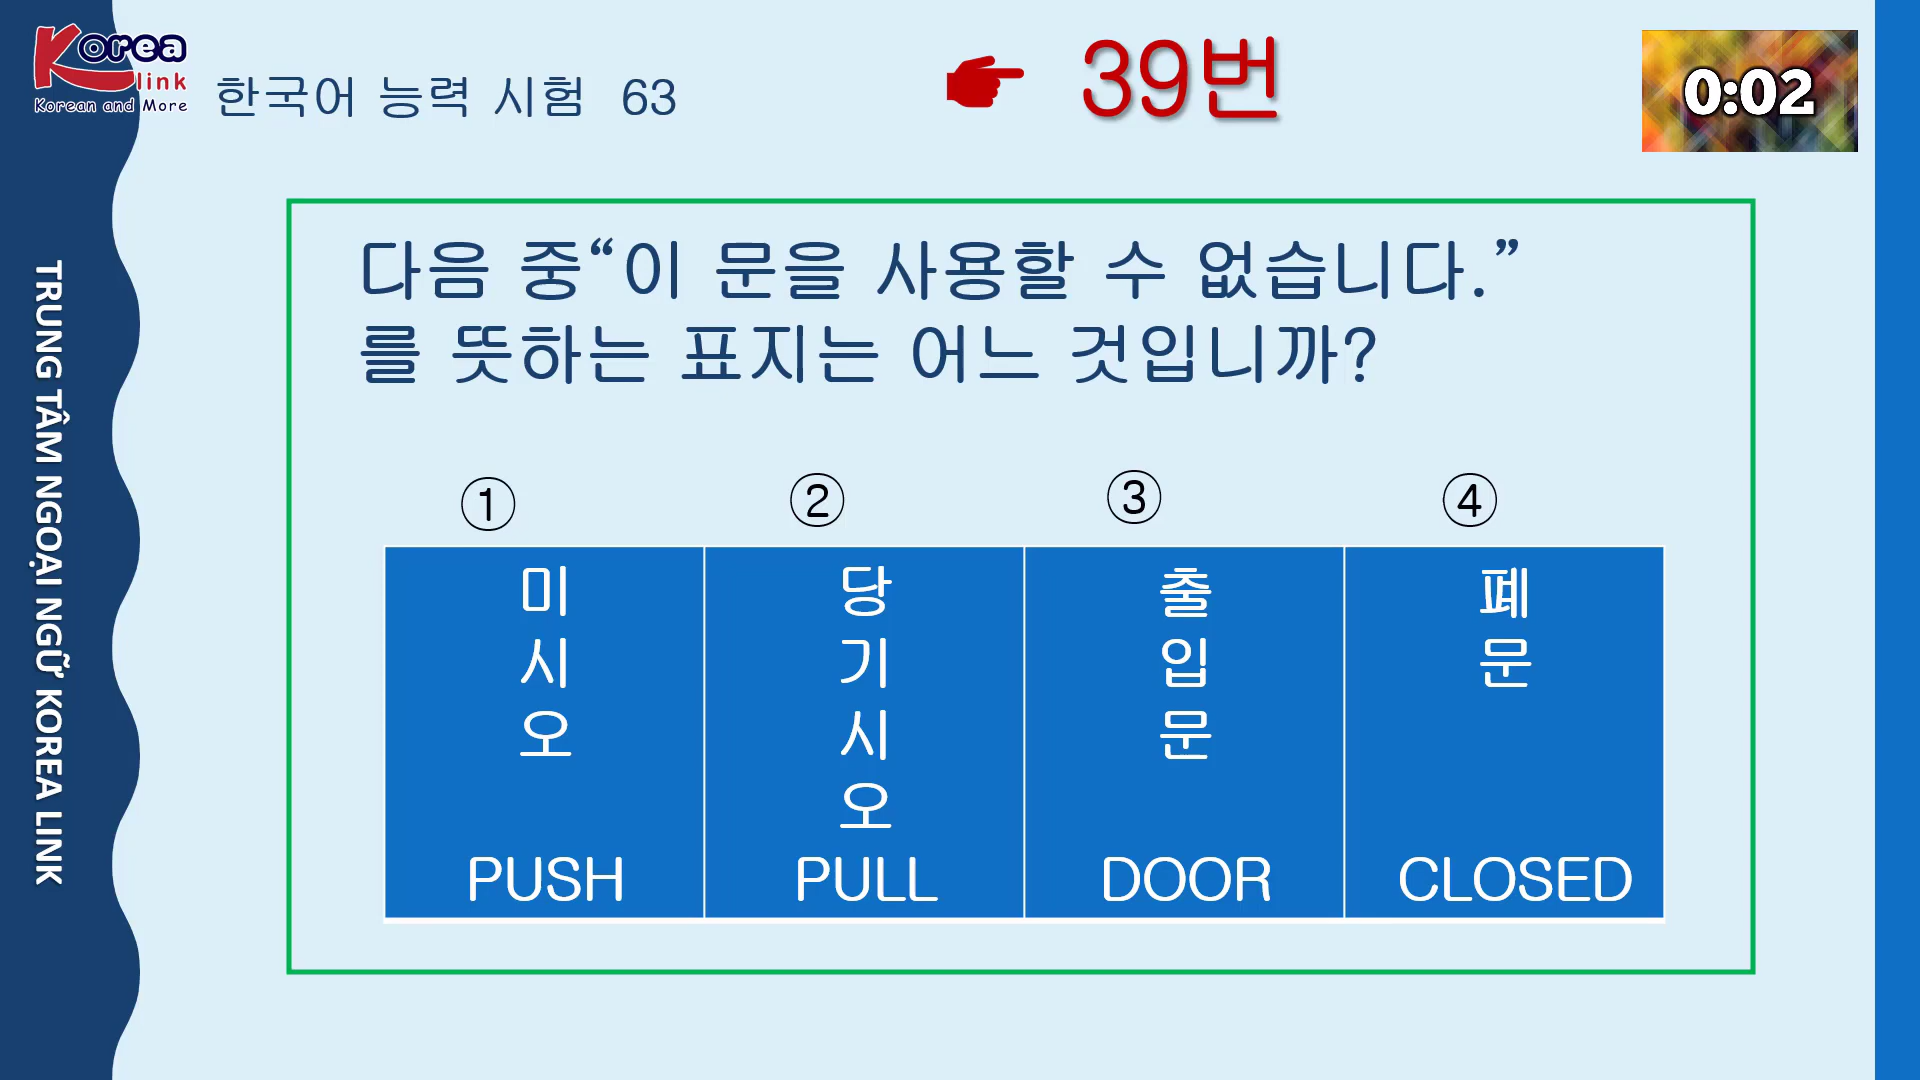 Korea
link
Korean and More
한국어 능력 시험 63
39번
0:02
TRUNG TÂM NGOẠI NGỮ KOREA LINK
다음 중“이 문을 사용할 수 없습니다.”
를 뜻하는 표지는 어느 것입니까?
① ② ③ ④
미시오
PUSH
당기시오
PULL
출입문
DOOR
폐문
CLOSED